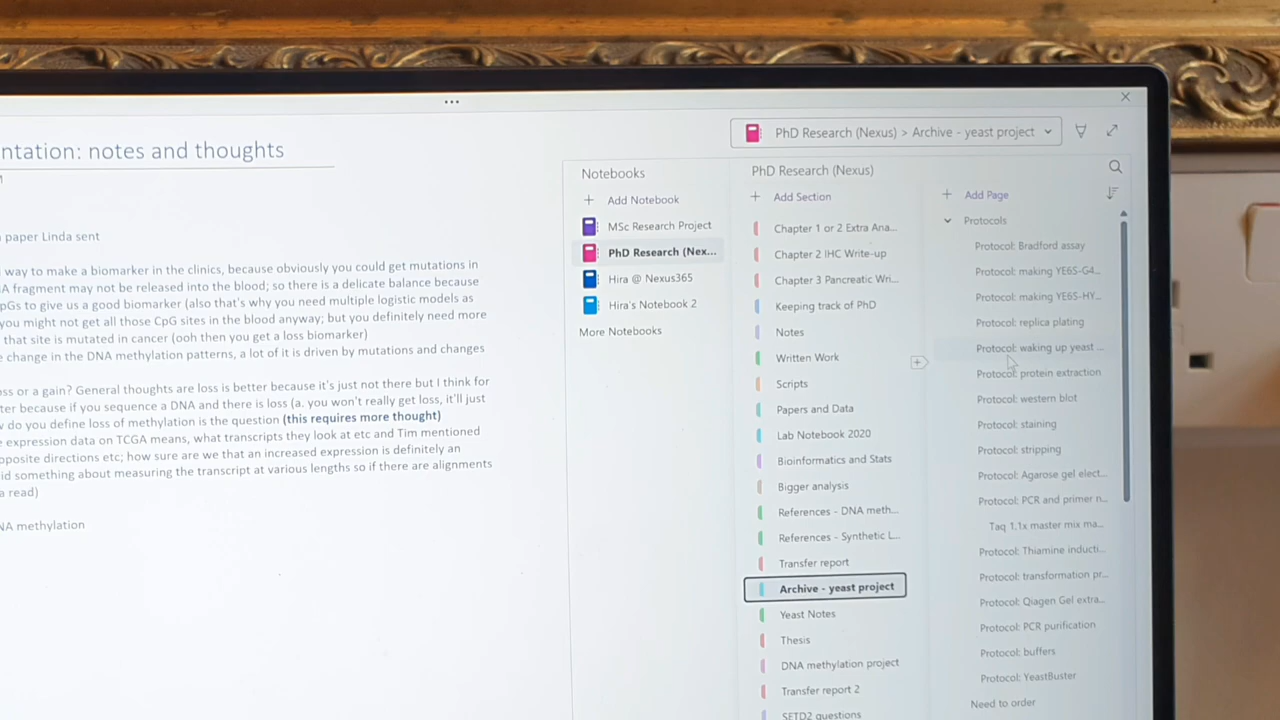 PhD Research (Nexus) > Archive - yeast project
ntation: notes and thoughts
paper Linda sent
way to make a biomarker in the clinics, because obviously you could get mutations in
A fragment may not be released into the blood; so there is a delicate balance because
pGs to give us a good biomarker (also that's why you need multiple logistic models as
you might not get all those CpG sites in the blood anyway; but you definitely need more
that site is mutated in cancer (ooh then you get a loss biomarker)
e change in the DNA methylation patterns, a lot of it is driven by mutations and changes
ss or a gain? General thoughts are loss is better because it's just not there but I think for
ter because if you sequence a DNA and there is loss (a. you won't really get loss, it'll just
w do you define loss of methylation is the question (this requires more thought)
e expression data on TCGA means, what transcripts they look at etc and Tim mentioned
pposite directions etc; how sure are we that an increased expression is definitely an
id something about measuring the transcript at various lengths so if there are alignments
a read)
NA methylation
Notebooks
+ Add Notebook
MSc Research Project
PhD Research (Nex...
Hira @ Nexus365
Hira's Notebook 2
More Notebooks
PhD Research (Nexus)
+ Add Section
Chapter 1 or 2 Extra Ana...
Chapter 2 IHC Write-up
Chapter 3 Pancreatic Wri...
Keeping track of PhD
Notes
Written Work
Scripts
Papers and Data
Lab Notebook 2020
Bioinformatics and Stats
Bigger analysis
References - DNA meth...
References - Synthetic L...
Transfer report
Archive - yeast project
Yeast Notes
Thesis
DNA methylation project
Transfer report 2
SETD2 questions
+ Add Page
Protocols
Protocol: Bradford assay
Protocol: making YE6S-G4...
Protocol: making YE6S-HY...
Protocol: replica plating
Protocol: waking up yeast ...
Protocol: protein extraction
Protocol: western blot
Protocol: staining
Protocol: stripping
Protocol: Agarose gel elect...
Protocol: PCR and primer n...
Taq 1.1x master mix ma...
Protocol: Thiamine inducti...
Protocol: transformation pr...
Protocol: Qiagen Gel extra...
Protocol: PCR purification
Protocol: buffers
Protocol: YeastBuster
Need to order